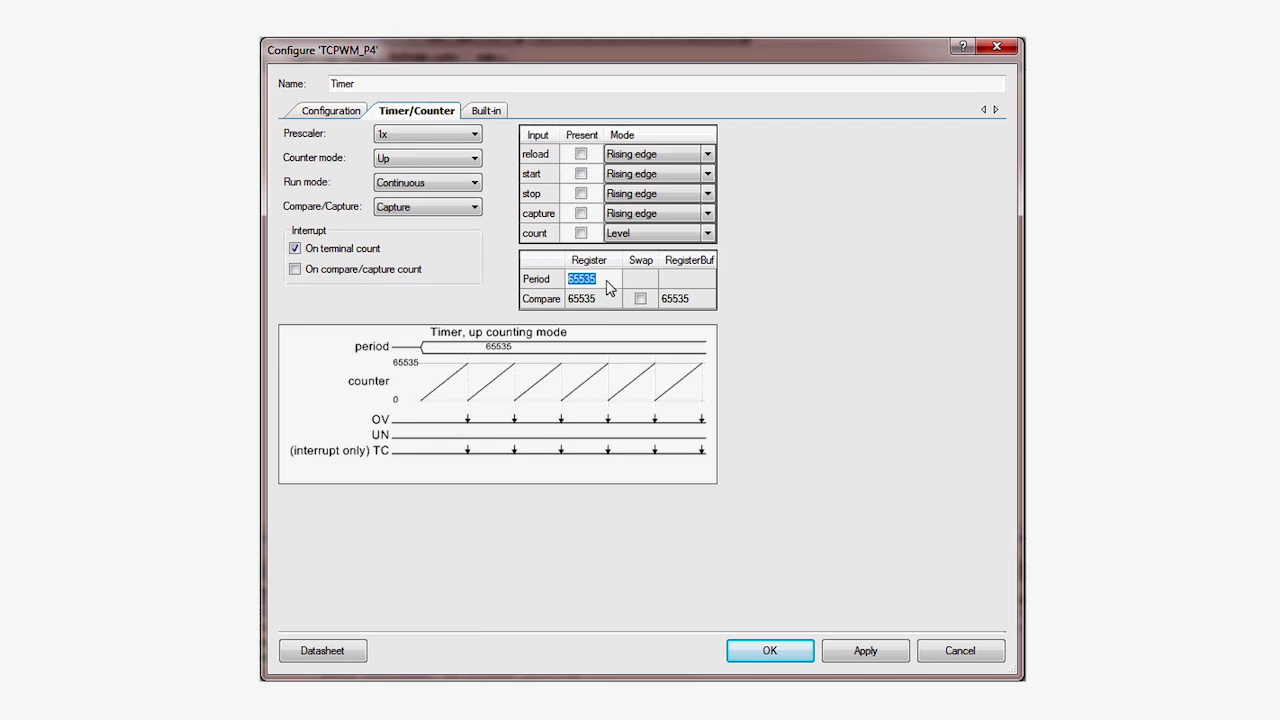 Configure 'TCPWM_P4'
?
Name: Timer
Configuration Timer/Counter Built-in
Prescaler: 1x
Counter mode: Up
Run mode: Continuous
Compare/Capture: Capture
Interrupt
On terminal count
On compare/capture count
Input Present Mode
reload Rising edge
start Rising edge
stop Rising edge
capture Rising edge
count Level
Register Swap RegisterBuf
Period 65535
Compare 65535 65535
Timer, up counting mode
period 65535
65535
counter
0
OV
UN
(interrupt only) TC
Datasheet OK Apply Cancel